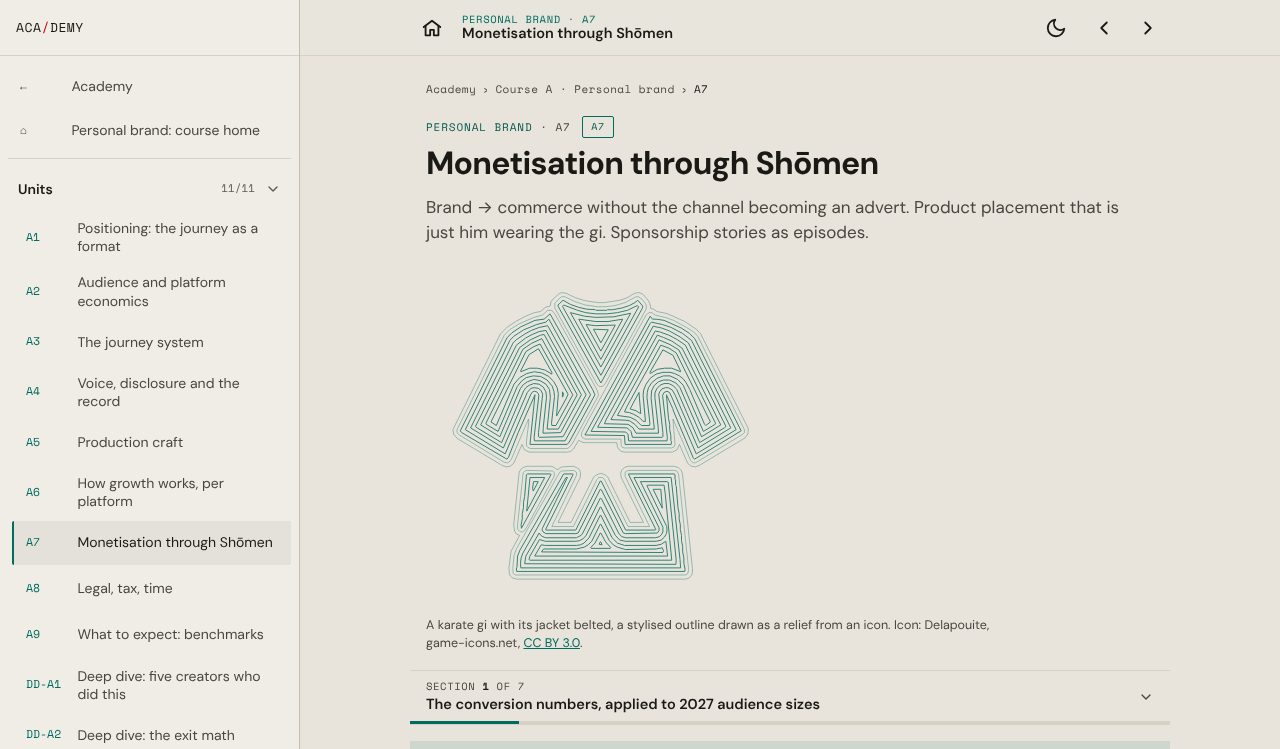 ACA/DEMY
← Academy
⌂ Personal brand: course home
Units 11/11
A1 Positioning: the journey as a
format
A2 Audience and platform
economics
A3 The journey system
A4 Voice, disclosure and the
record
A5 Production craft
A6 How growth works, per
platform
A7 Monetisation through Shōmen
A8 Legal, tax, time
A9 What to expect: benchmarks
DD-A1 Deep dive: five creators who
did this
DD-A2 Deep dive: the exit math
PERSONAL BRAND · A7
Monetisation through Shōmen
Academy › Course A · Personal brand › A7
PERSONAL BRAND · A7 A7
Monetisation through Shōmen
Brand → commerce without the channel becoming an advert. Product placement that is
just him wearing the gi. Sponsorship stories as episodes.
A karate gi with its jacket belted, a stylised outline drawn as a relief from an icon. Icon: Delapouite,
game-icons.net, CC BY 3.0.
SECTION 1 OF 7
The conversion numbers, applied to 2027 audience sizes